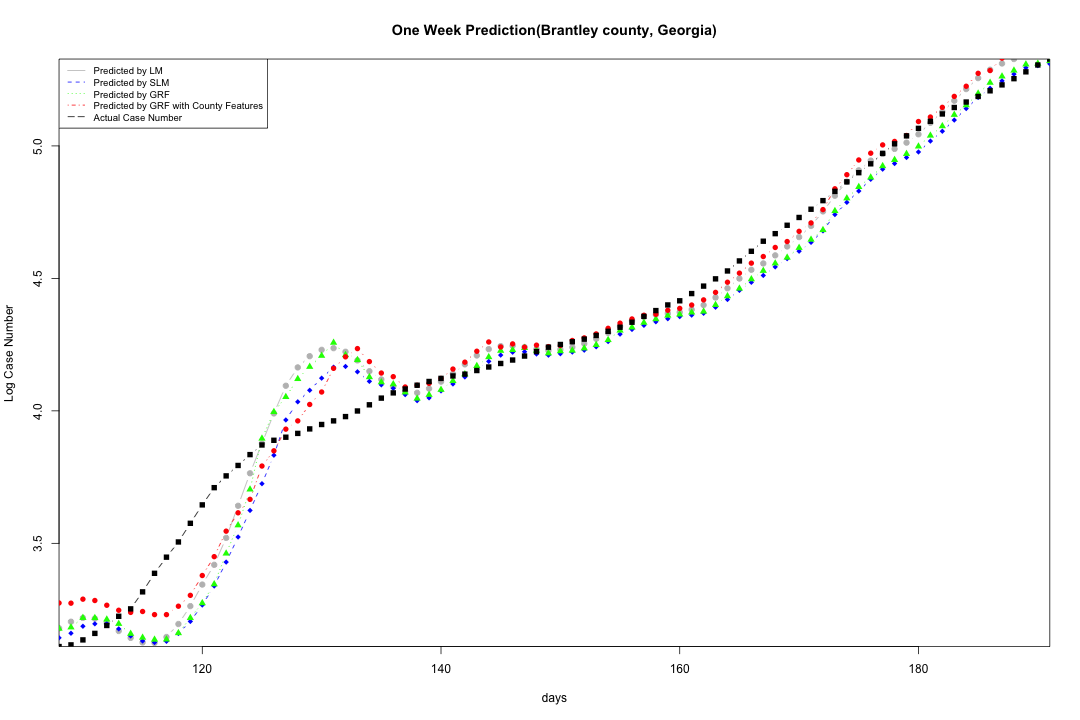 One Week Prediction(Brantley county, Georgia)
Predicted by LM
Predicted by SLM
Predicted by GRF
Predicted by GRF with County Features
Actual Case Number
Log Case Number
5.0
4.5
4.0
3.5
120
140
160
180
days